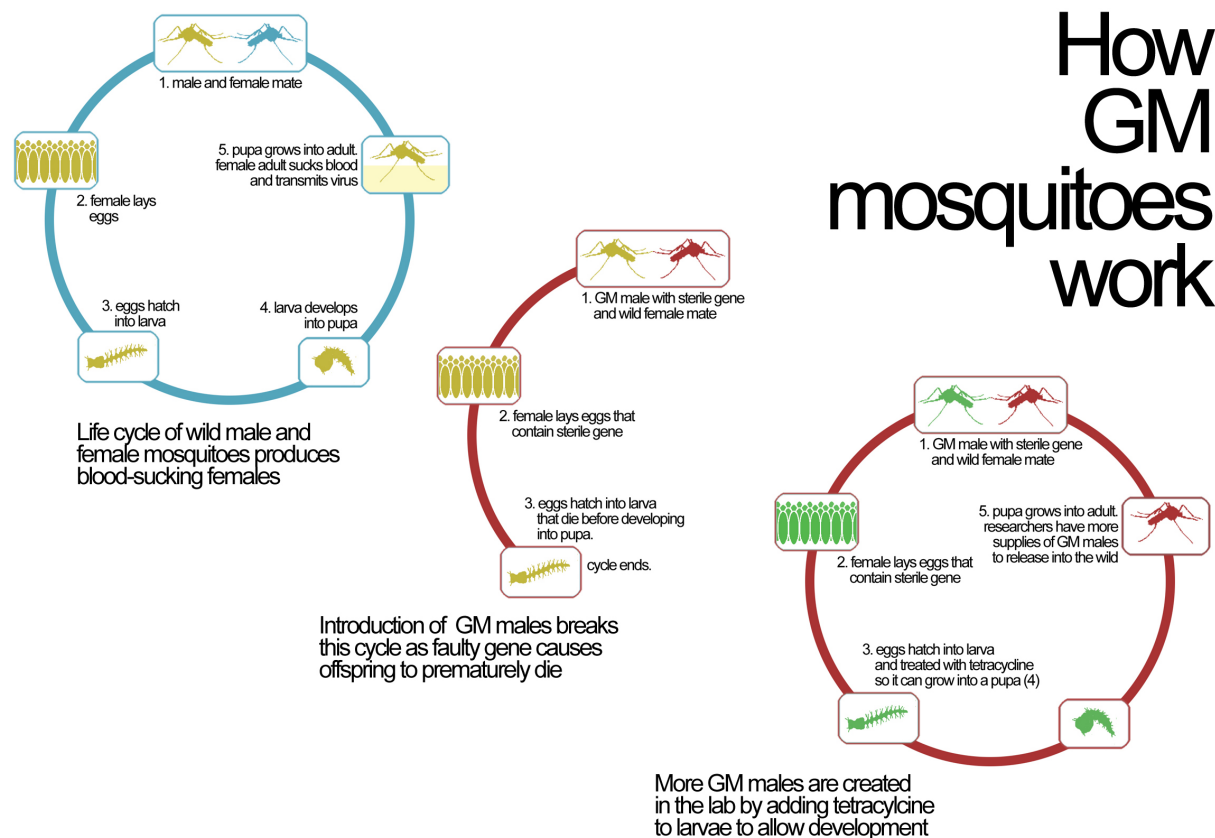 How
GM
mosquitoes
work
1. male and female mate
2. female lays
eggs
3. eggs hatch
into larva
4. larva develops
into pupa
5. pupa grows into adult.
female adult sucks blood
and transmits virus
Life cycle of wild male and
female mosquitoes produces
blood-sucking females
1. GM male with sterile gene
and wild female mate
2. female lays eggs that
contain sterile gene
3. eggs hatch into larva
that die before developing
into pupa.
cycle ends.
Introduction of GM males breaks
this cycle as faulty gene causes
offspring to prematurely die
1. GM male with sterile gene
and wild female mate
2. female lays eggs that
contain sterile gene
3. eggs hatch into larva
and treated with tetracycline
so it can grow into a pupa (4)
5. pupa grows into adult.
researchers have more
supplies of GM males
to release into the wild
More GM males are created
in the lab by adding tetracylcine
to larvae to allow development